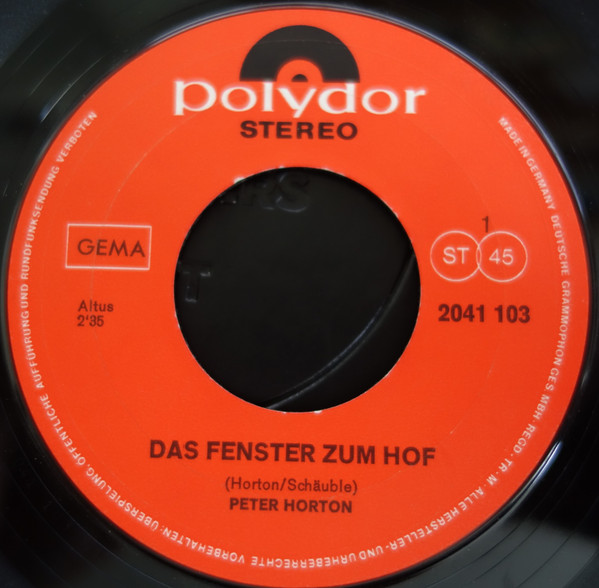 polydor
STEREO
GEMA
Altus
2'35
1
ST 45
2041 103
DAS FENSTER ZUM HOF
(Horton/Schäuble)
PETER HORTON
MADE IN GERMANY DEUTSCHE GRAMMOPHON GES MBH. REGD · TR · M. ALLE HERSTELLER- UND URHEBERRECHTE VORBEHALTEN · ÜBERSPIELUNG, ÖFFENTLICHE AUFFÜHRUNG UND RUNDFUNKSENDUNG VERBOTEN